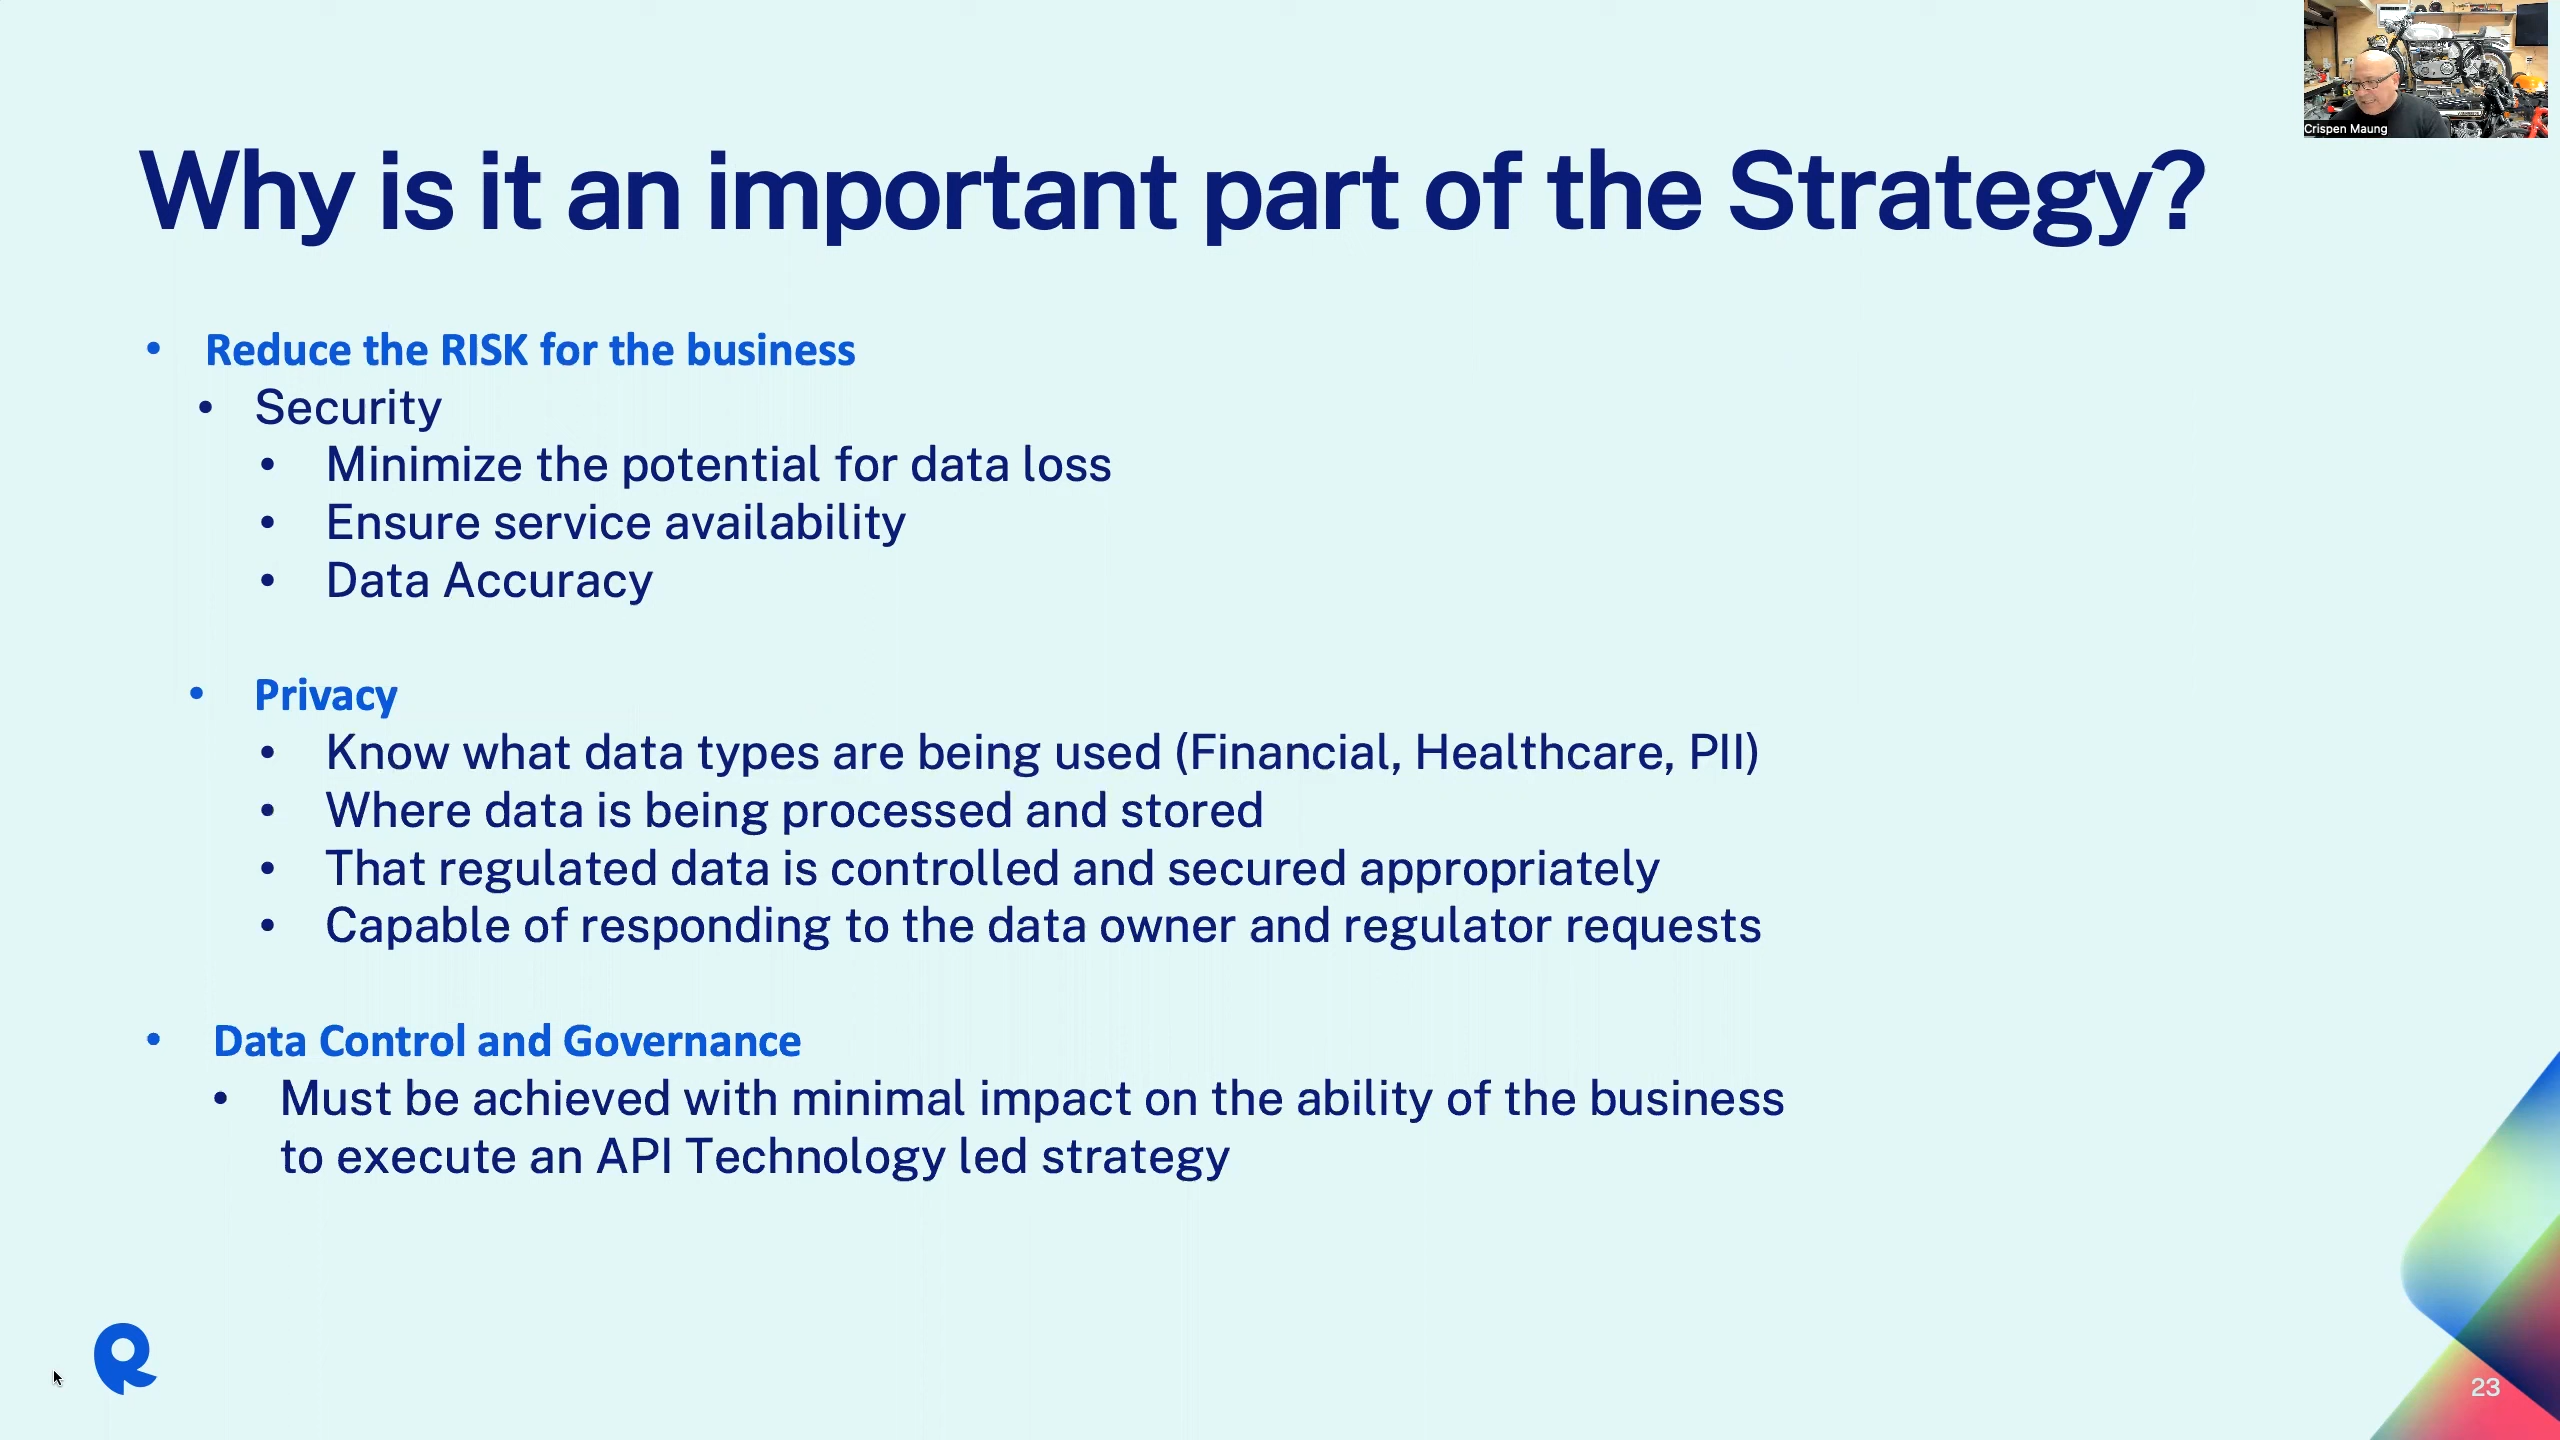 Crispen Maung
Why is it an important part of the Strategy?
• Reduce the RISK for the business
• Security
• Minimize the potential for data loss
• Ensure service availability
• Data Accuracy
• Privacy
• Know what data types are being used (Financial, Healthcare, PII)
• Where data is being processed and stored
• That regulated data is controlled and secured appropriately
• Capable of responding to the data owner and regulator requests
• Data Control and Governance
• Must be achieved with minimal impact on the ability of the business
to execute an API Technology led strategy
23